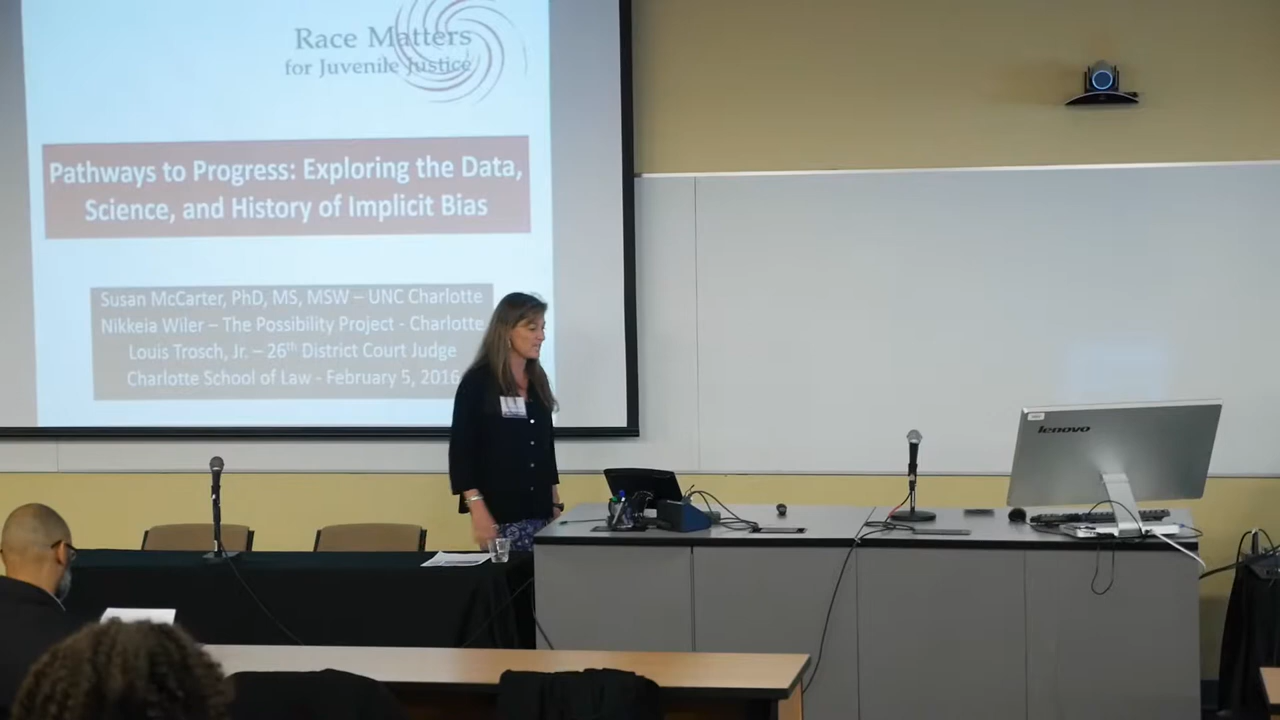 Race Matters
for Juvenile Justice
Pathways to Progress: Exploring the Data,
Science, and History of Implicit Bias
Susan McCarter, PhD, MS, MSW – UNC Charlotte
Nikkeia Wiler – The Possibility Project - Charlotte
Louis Trosch, Jr. – 26th District Court Judge
Charlotte School of Law - February 5, 2016
lenovo